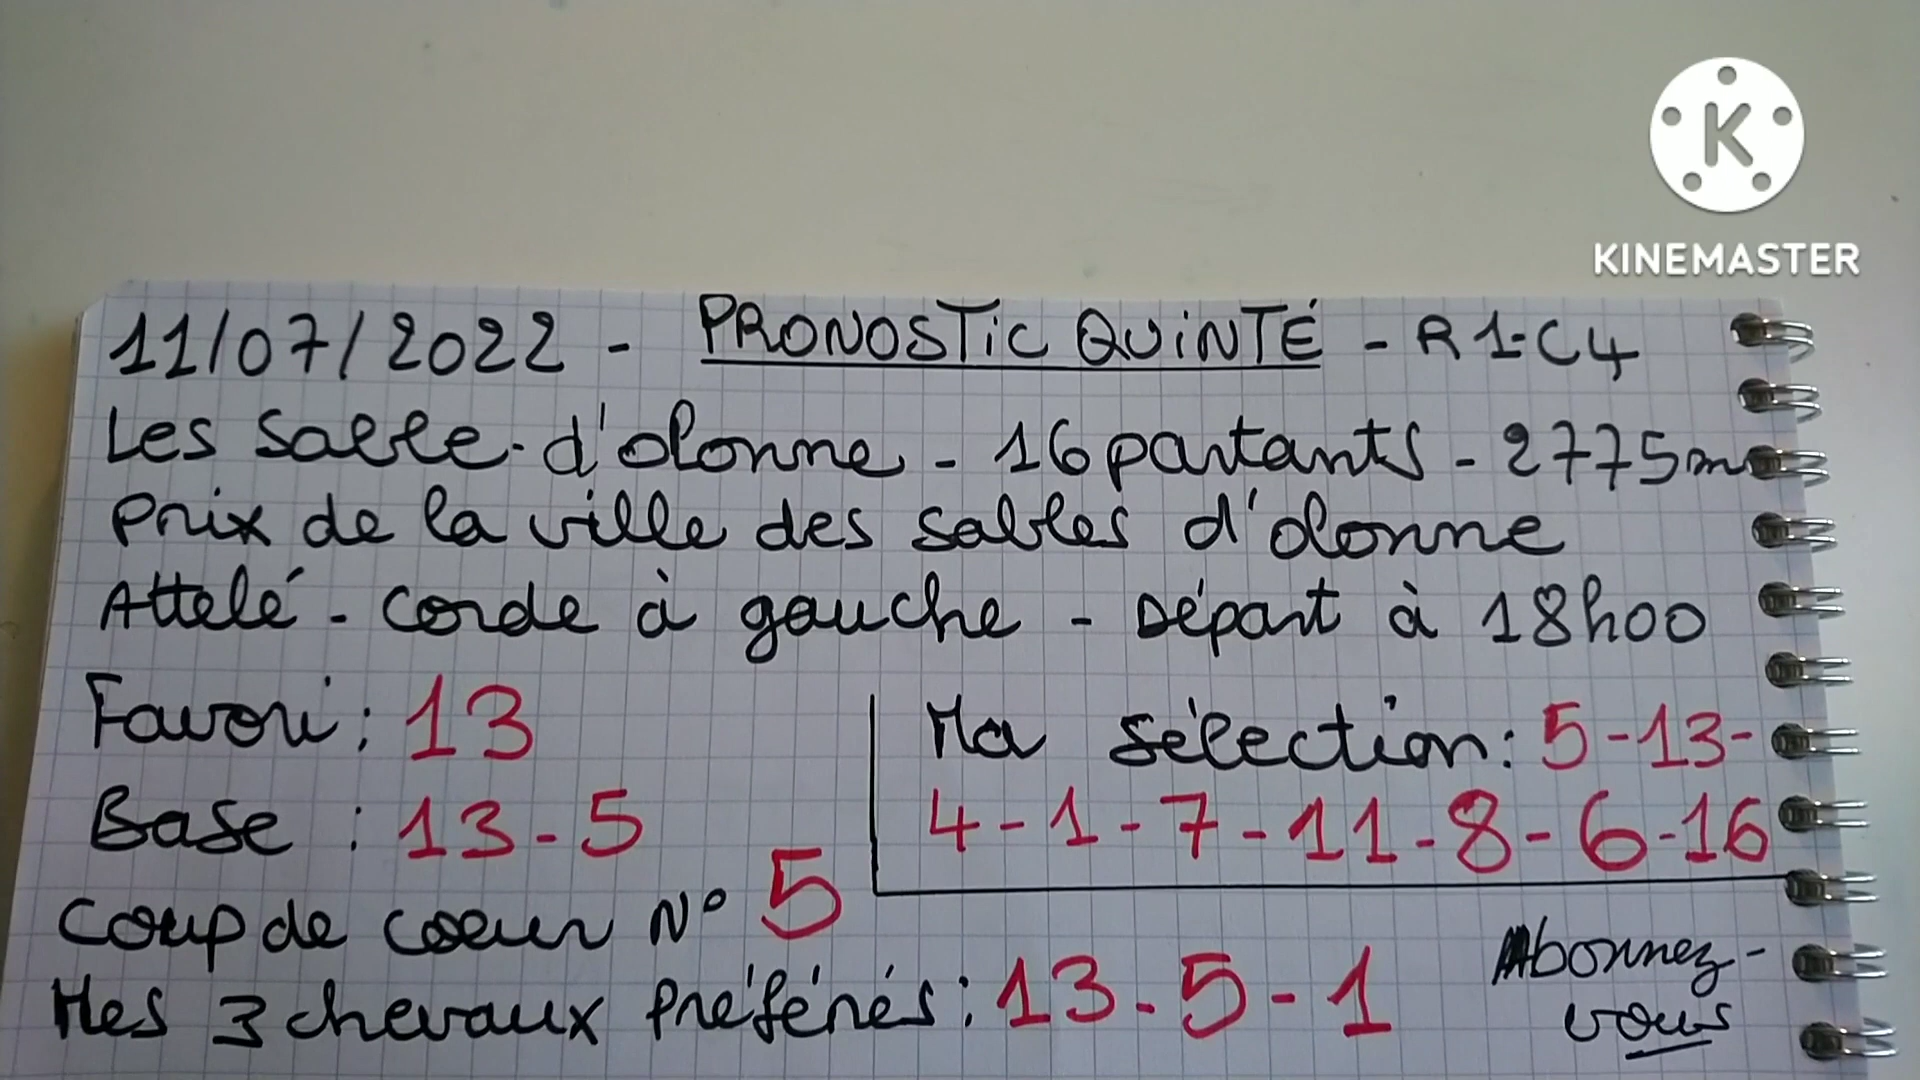 KINEMASTER
11/07/2022 - PRONOSTIC QUINTÉ - R1-C4
Les Sable-d'olonne - 16 partants - 2775m
Prix de la ville des sables d'olonne
Attelé - Corde à gauche - Départ à 18h00
Favori : 13
Base : 13 - 5
Coup de coeur N° 5
Mes 3 chevaux préférés : 13 - 5 - 1
Ma sélection : 5 - 13 -
4 - 1 - 7 - 11 - 8 - 6 - 16
Abonnez-
vous